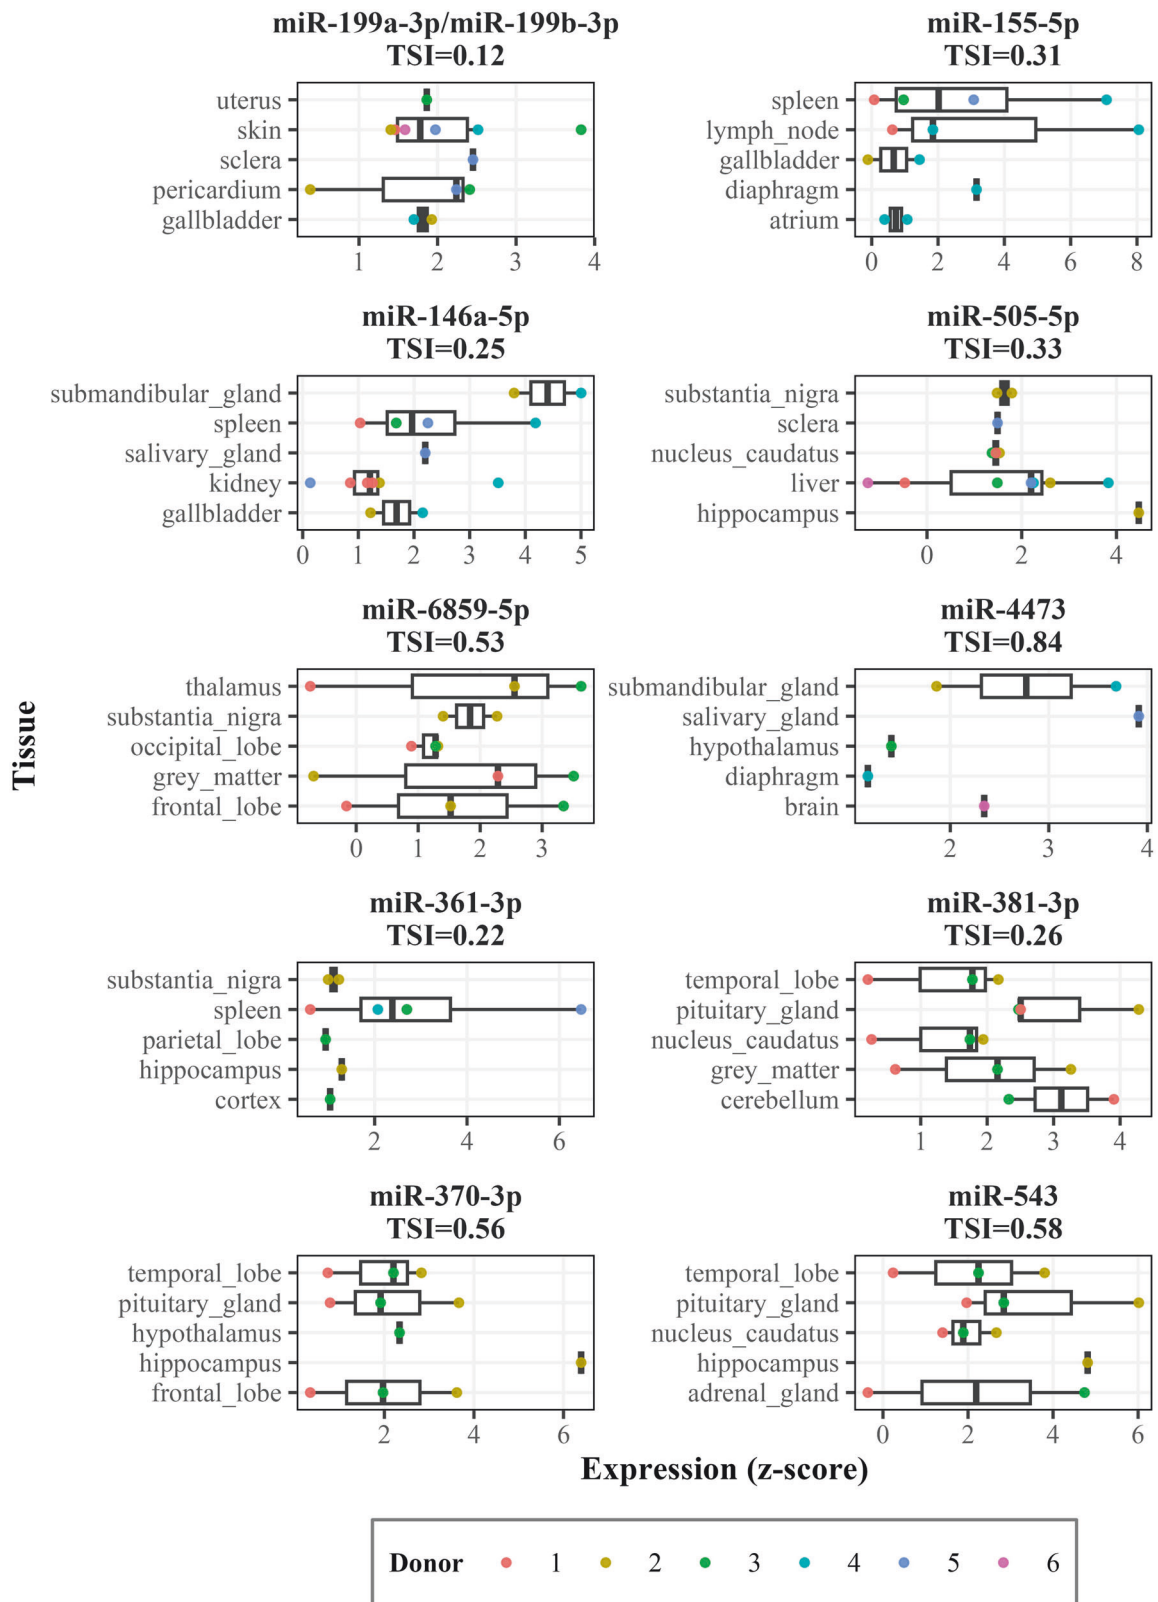 miR-199a-3p/miR-199b-3p
TSI=0.12
uterus
skin
sclera
pericardium
gallbladder
1 2 3 4
miR-155-5p
TSI=0.31
spleen
lymph_node
gallbladder
diaphragm
atrium
0 2 4 6 8
miR-146a-5p
TSI=0.25
submandibular_gland
spleen
salivary_gland
kidney
gallbladder
0 1 2 3 4 5
miR-505-5p
TSI=0.33
substantia_nigra
sclera
nucleus_caudatus
liver
hippocampus
0 2 4
miR-6859-5p
TSI=0.53
thalamus
substantia_nigra
occipital_lobe
grey_matter
frontal_lobe
0 1 2 3
miR-4473
TSI=0.84
submandibular_gland
salivary_gland
hypothalamus
diaphragm
brain
2 3 4
miR-361-3p
TSI=0.22
substantia_nigra
spleen
parietal_lobe
hippocampus
cortex
2 4 6
miR-381-3p
TSI=0.26
temporal_lobe
pituitary_gland
nucleus_caudatus
grey_matter
cerebellum
1 2 3 4
miR-370-3p
TSI=0.56
temporal_lobe
pituitary_gland
hypothalamus
hippocampus
frontal_lobe
2 4 6
miR-543
TSI=0.58
temporal_lobe
pituitary_gland
nucleus_caudatus
hippocampus
adrenal_gland
0 2 4 6
Tissue
Expression (z-score)
Donor 1 2 3 4 5 6